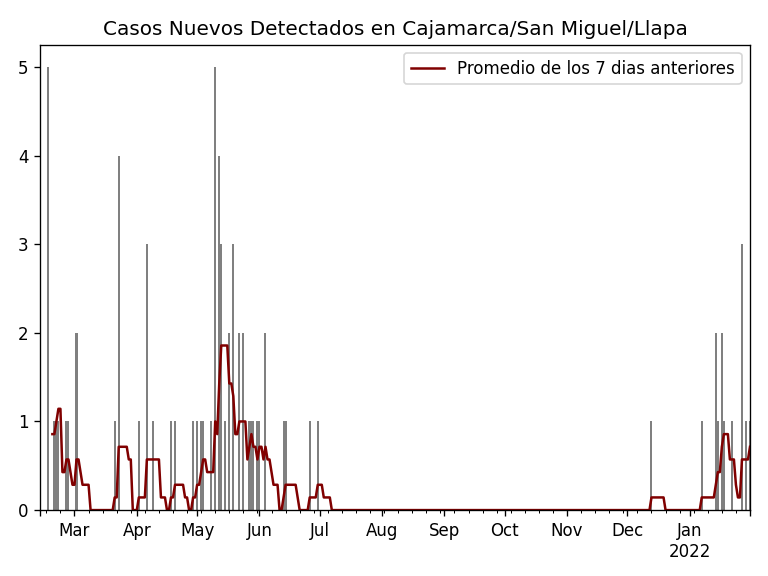 Casos Nuevos Detectados en Cajamarca/San Miguel/Llapa
Promedio de los 7 dias anteriores
5
4
3
2
1
0
Mar Apr May Jun Jul Aug Sep Oct Nov Dec Jan
2022